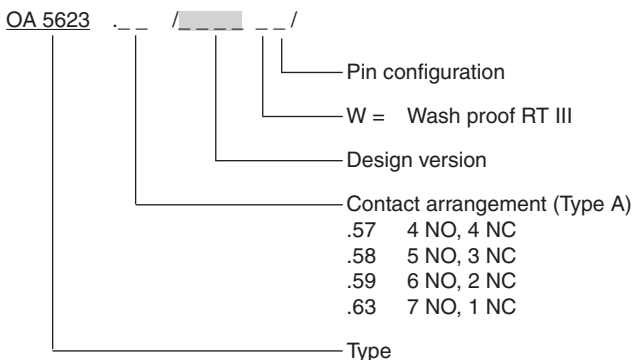 OA 5623 ._ _ /_ _ _ _ _ _/
Pin configuration
W = Wash proof RT III
Design version
Contact arrangement (Type A)
.57 4 NO, 4 NC
.58 5 NO, 3 NC
.59 6 NO, 2 NC
.63 7 NO, 1 NC
Type